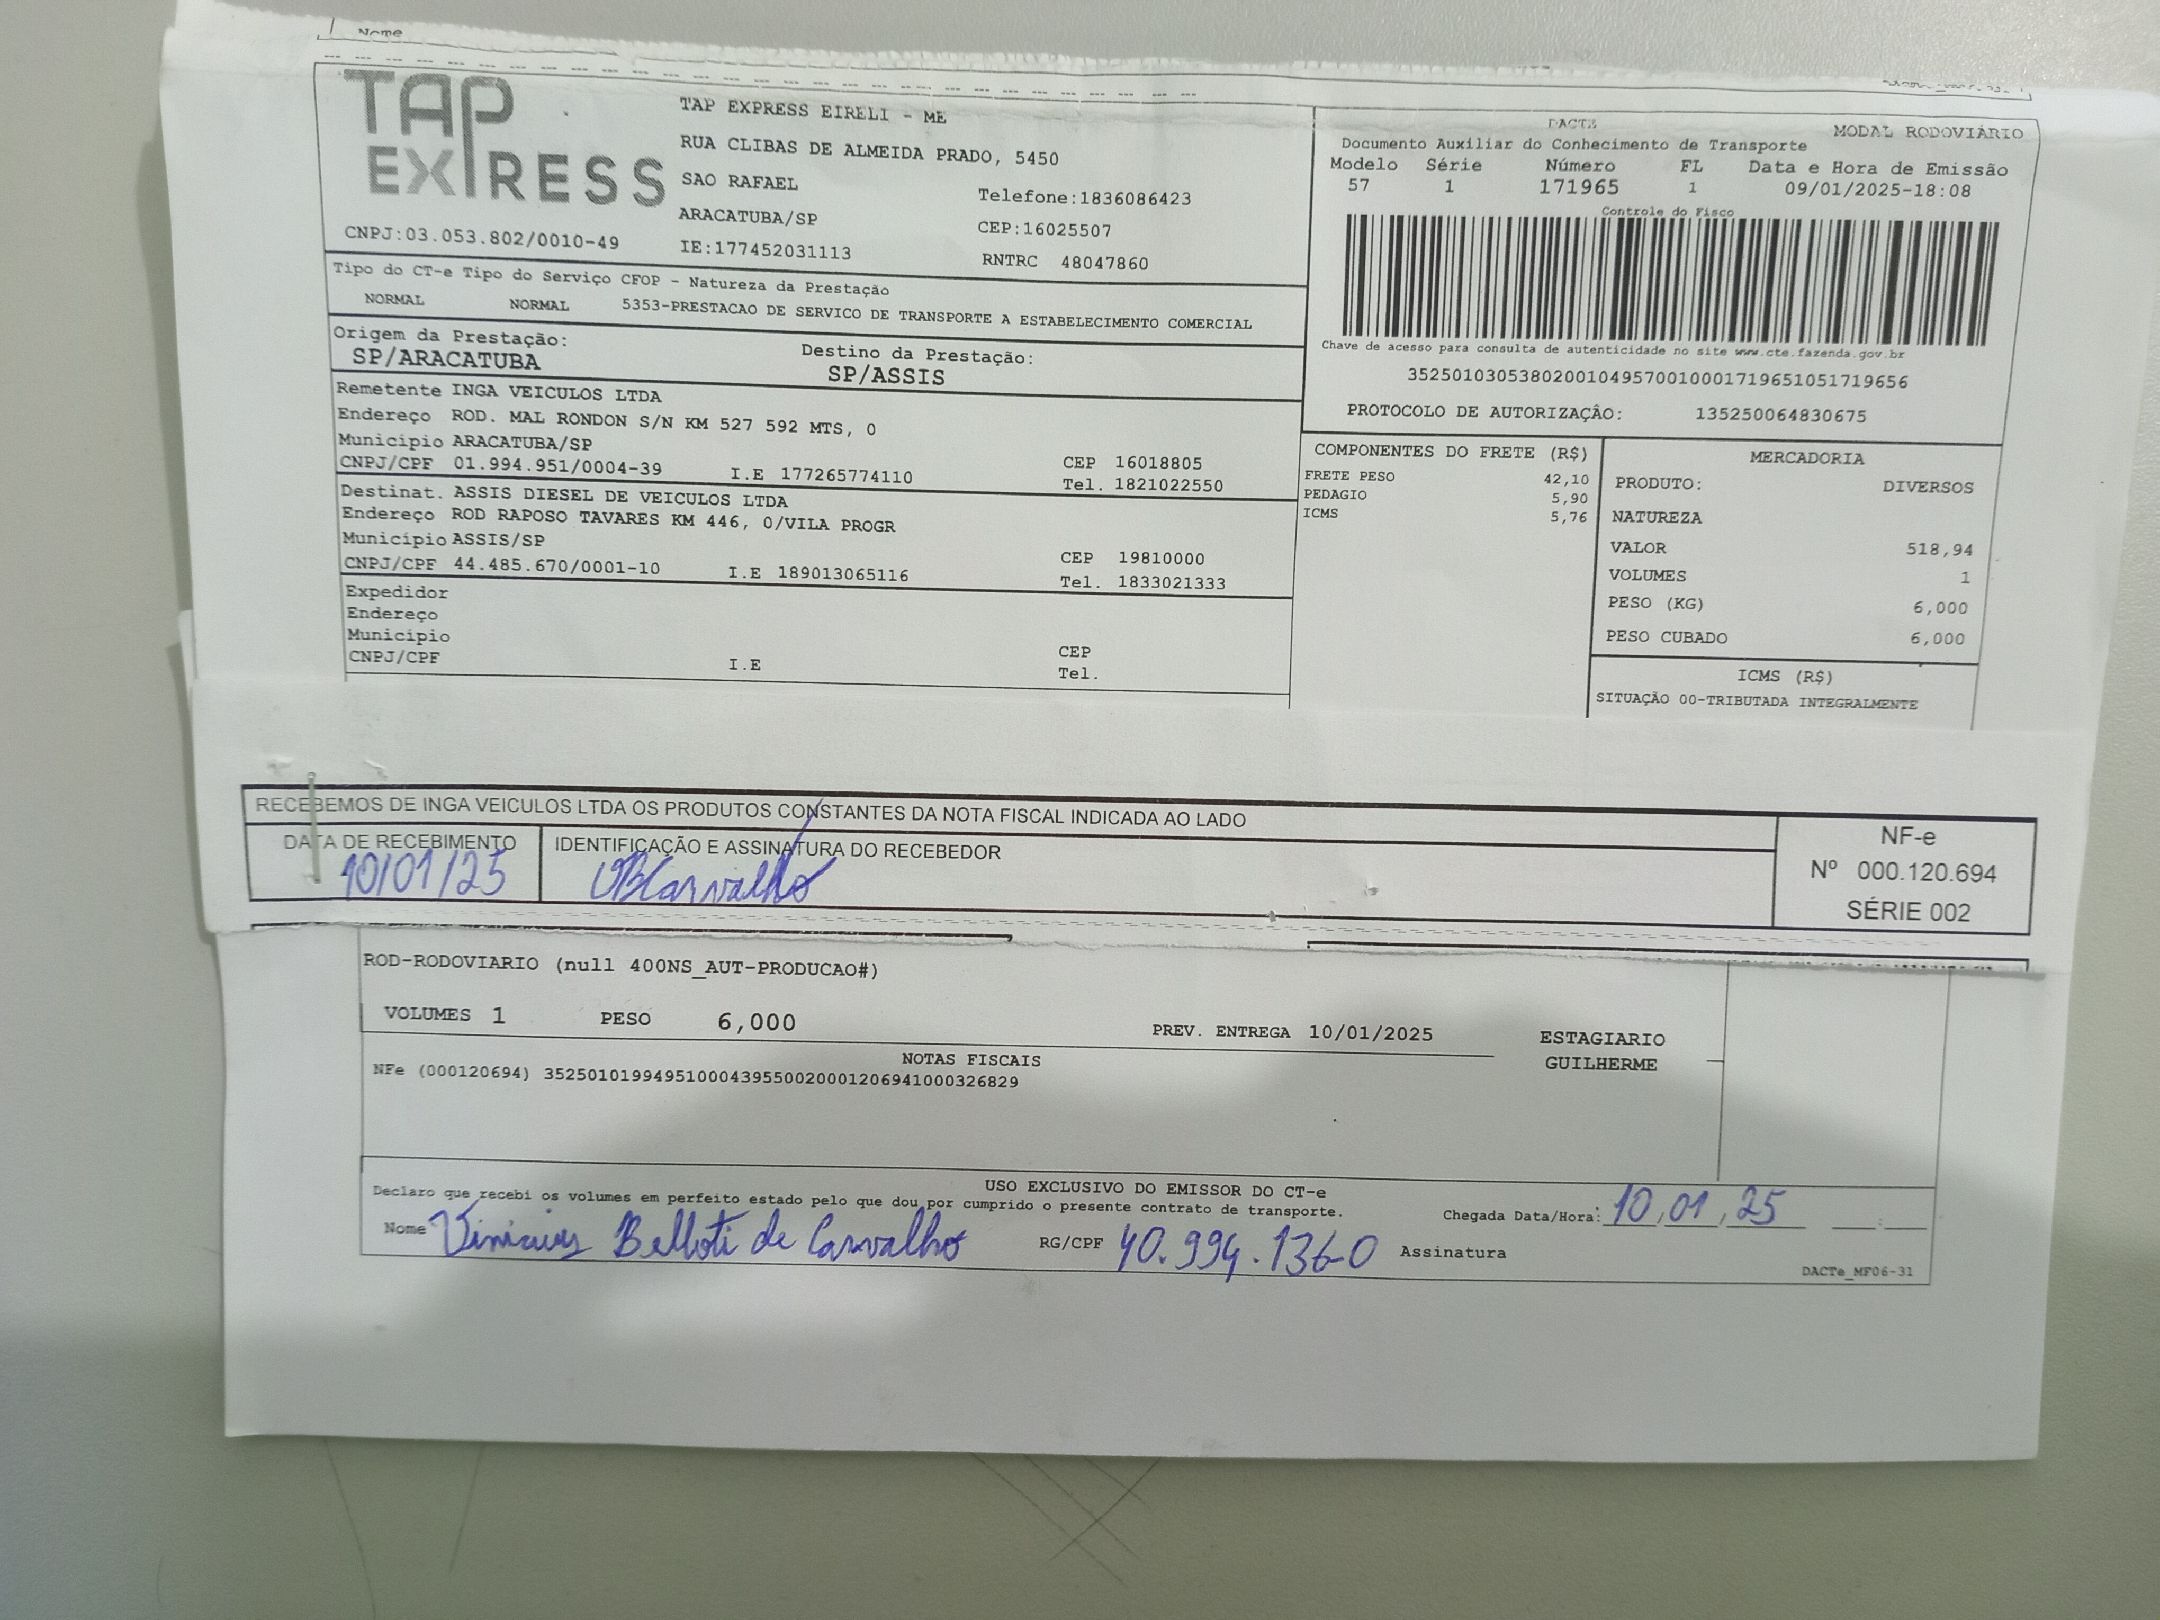 Nome
TAP
EXPRESS
CNPJ:03.053.802/0010-49
TAP EXPRESS EIRELI - ME
RUA CLIBAS DE ALMEIDA PRADO, 5450
SAO RAFAEL
Telefone:1836086423
ARACATUBA/SP
CEP:16025507
IE:177452031113
RNTRC 48047860
DACTE
MODAL RODOVIÁRIO
Documento Auxiliar do Conhecimento de Transporte
Modelo Série Número FL Data e Hora de Emissão
57 1 171965 1 09/01/2025-18:08
Controle do Fisco
Chave de acesso para consulta de autenticidade no site www.cte.fazenda.gov.br
35250103053802001049570010001719651051719656
PROTOCOLO DE AUTORIZAÇÂO: 135250064830675
Tipo do CT-e Tipo do Serviço CFOP - Natureza da Prestação
NORMAL NORMAL 5353-PRESTACAO DE SERVICO DE TRANSPORTE A ESTABELECIMENTO COMERCIAL
Origem da Prestação: Destino da Prestação:
SP/ARACATUBA SP/ASSIS
Remetente INGA VEICULOS LTDA
Endereço ROD. MAL RONDON S/N KM 527 592 MTS, 0
Município ARACATUBA/SP CEP 16018805
CNPJ/CPF 01.994.951/0004-39 I.E 177265774110 Tel. 1821022550
Destinat. ASSIS DIESEL DE VEICULOS LTDA
Endereço ROD RAPOSO TAVARES KM 446, 0/VILA PROGR
Município ASSIS/SP CEP 19810000
CNPJ/CPF 44.485.670/0001-10 I.E 189013065116 Tel. 1833021333
Expedidor
Endereço
Município CEP
CNPJ/CPF I.E Tel.
COMPONENTES DO FRETE (R$)
FRETE PESO 42,10
PEDAGIO 5,90
ICMS 5,76
MERCADORIA
PRODUTO: DIVERSOS
NATUREZA
VALOR 518,94
VOLUMES 1
PESO (KG) 6,000
PESO CUBADO 6,000
ICMS (R$)
SITUAÇÃO 00-TRIBUTADA INTEGRALMENTE
RECEBEMOS DE INGA VEICULOS LTDA OS PRODUTOS CONSTANTES DA NOTA FISCAL INDICADA AO LADO
DATA DE RECEBIMENTO IDENTIFICAÇÃO E ASSINATURA DO RECEBEDOR
10/01/25 VBCarvalho
NF-e
Nº 000.120.694
SÉRIE 002
ROD-RODOVIARIO (null 400NS_AUT-PRODUCAO#)
VOLUMES 1 PESO 6,000 PREV. ENTREGA 10/01/2025
ESTAGIARIO
GUILHERME
NOTAS FISCAIS
NFe (000120694) 35250101994951000439550020001206941000326829
USO EXCLUSIVO DO EMISSOR DO CT-e
Declaro que recebi os volumes em perfeito estado pelo que dou por cumprido o presente contrato de transporte. Chegada Data/Hora: 10,01,25 __:__
Nome Vinicius Belloti de Carvalho RG/CPF 40.994.136-0 Assinatura
DACTe_MF06-31